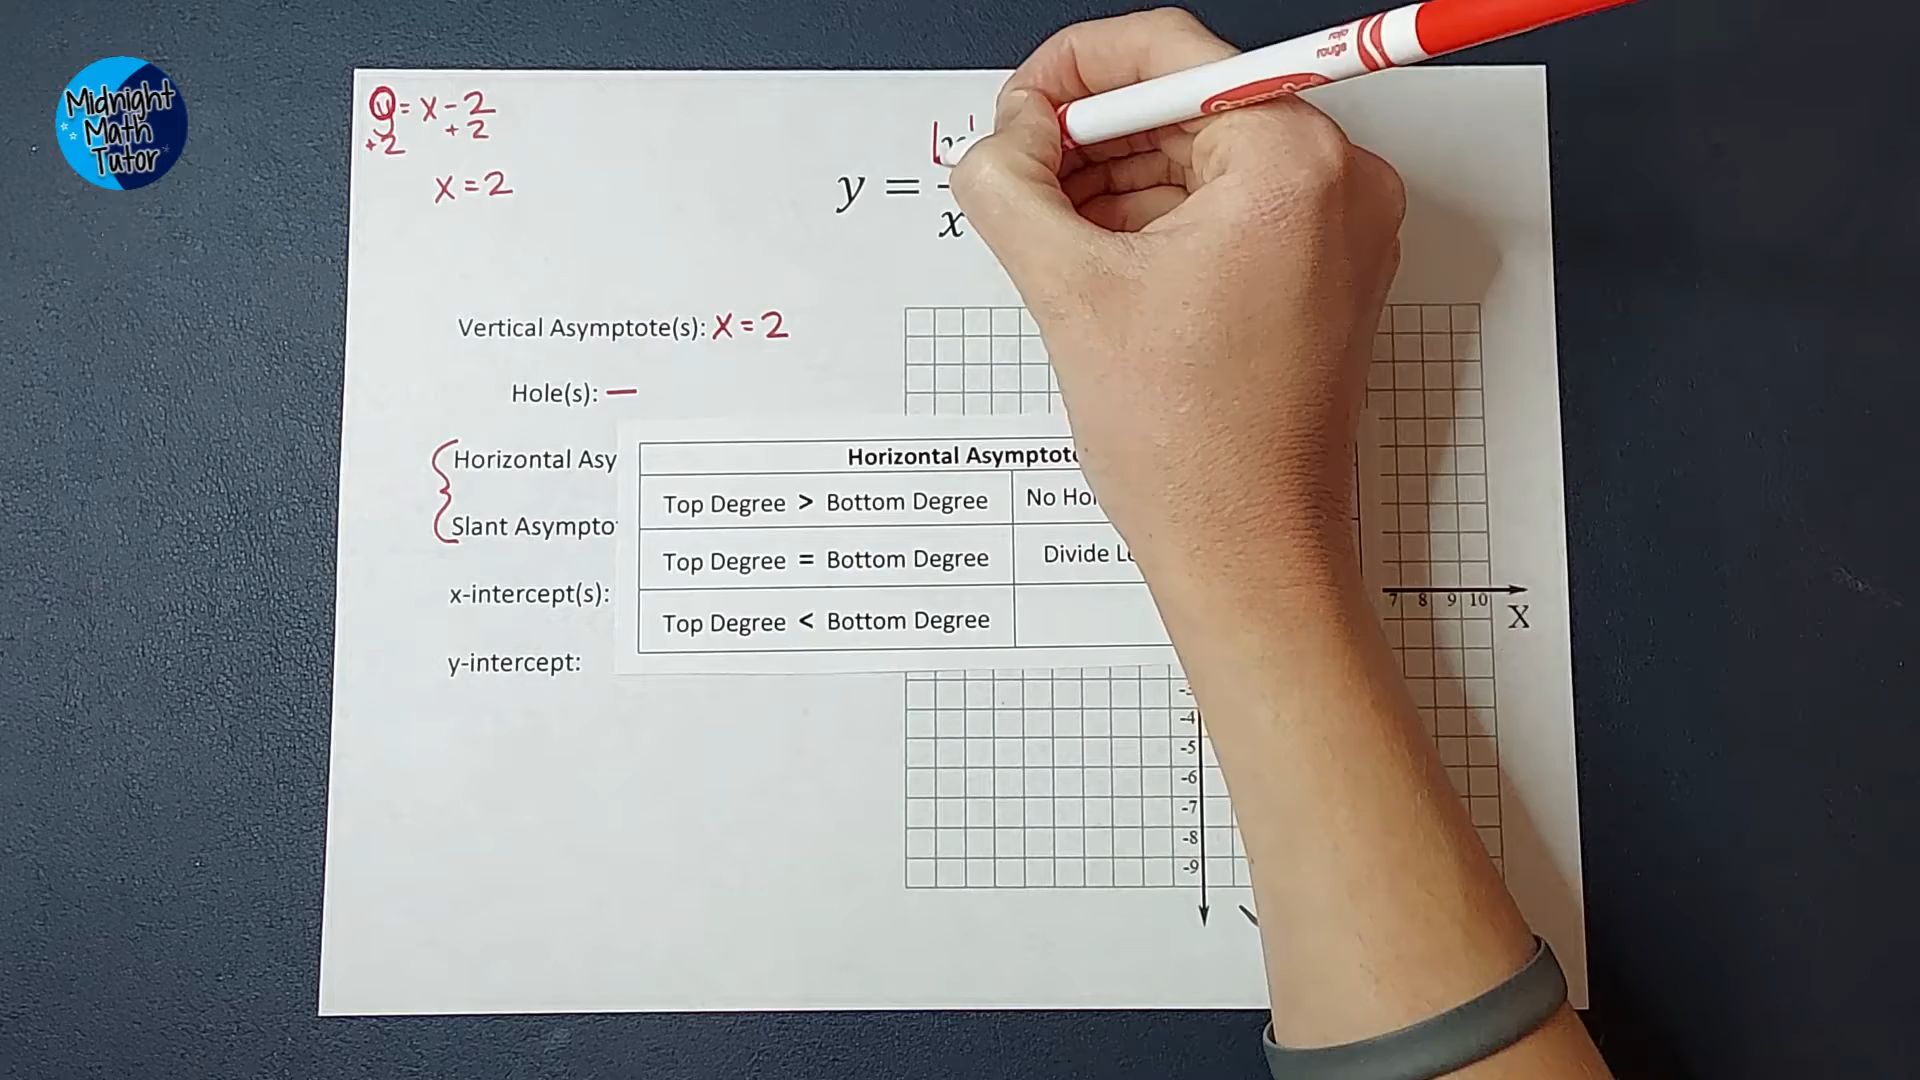 Midnight
Math
Tutor
0 = x - 2
+2 +2
x = 2
rojo
rouge
y =
x
Vertical Asymptote(s): x = 2
Hole(s): —
Horizontal Asy
Slant Asympto
x-intercept(s):
y-intercept:
Horizontal Asymptot
Top Degree > Bottom Degree No Ho
Top Degree = Bottom Degree Divide L
Top Degree < Bottom Degree
7 8 9 10
X
-4
-5
-6
-7
-8
-9